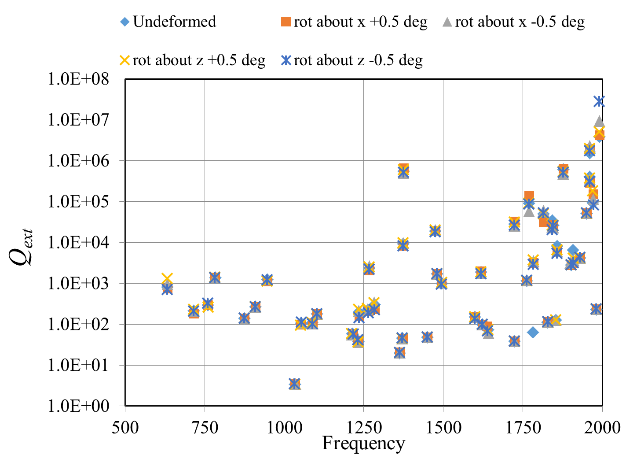 Undeformed rot about x +0.5 deg rot about x -0.5 deg
rot about z +0.5 deg rot about z -0.5 deg
1.0E+08
1.0E+07
1.0E+06
1.0E+05
1.0E+04
1.0E+03
1.0E+02
1.0E+01
1.0E+00
Qext
500 750 1000 1250 1500 1750 2000
Frequency